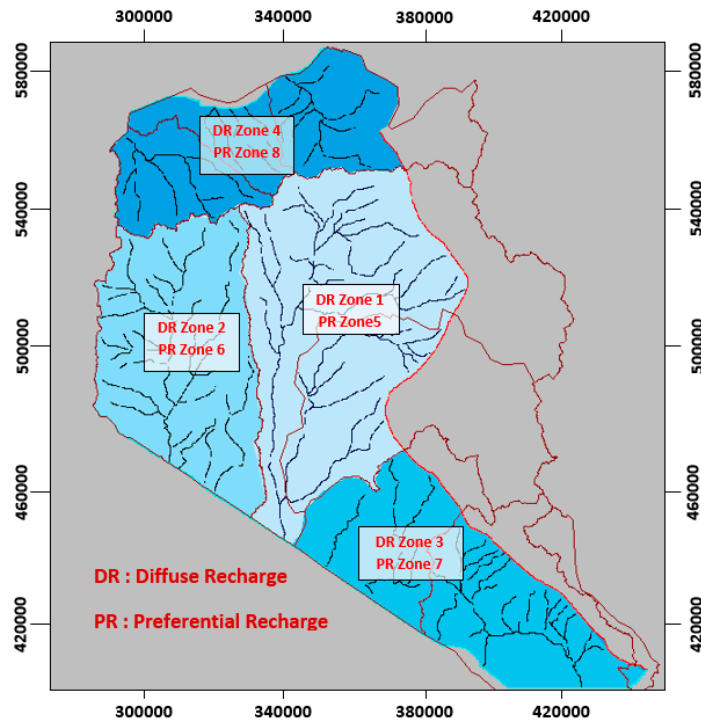 300000 340000 380000 420000
580000 580000
DR Zone 4
PR Zone 8
540000 540000
DR Zone 1
PR Zone5
DR Zone 2
PR Zone 6
500000 500000
460000 460000
DR Zone 3
PR Zone 7
DR : Diffuse Recharge
PR : Preferential Recharge
420000 420000
300000 340000 380000 420000